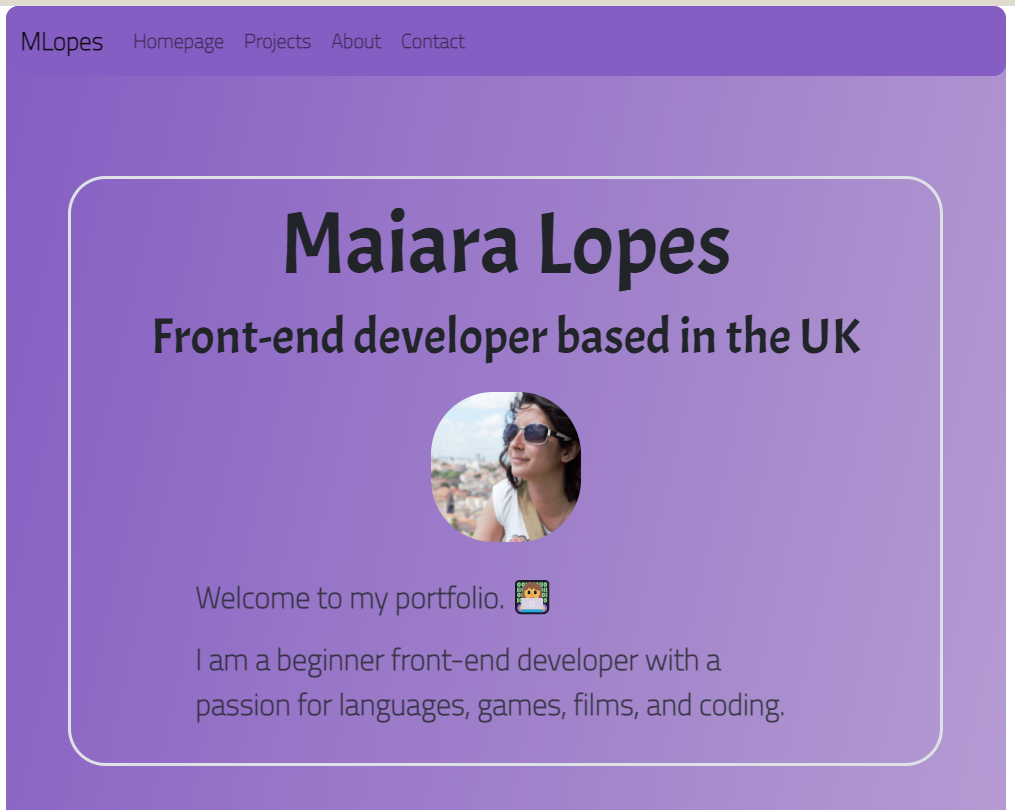 MLopes Homepage Projects About Contact
Maiara Lopes
Front-end developer based in the UK
Welcome to my portfolio. 👩‍💻
I am a beginner front-end developer with a
passion for languages, games, films, and coding.